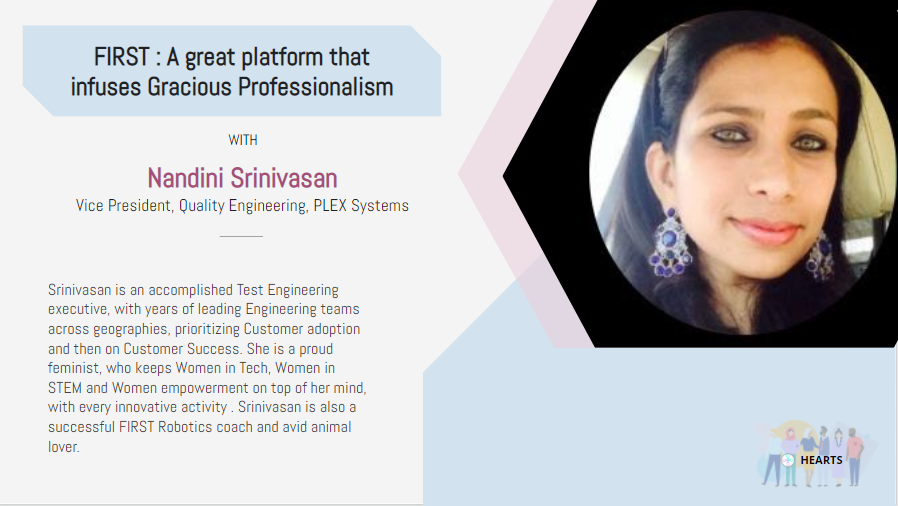 FIRST : A great platform that
infuses Gracious Professionalism
WITH
Nandini Srinivasan
Vice President, Quality Engineering, PLEX Systems
Srinivasan is an accomplished Test Engineering
executive, with years of leading Engineering teams
across geographies, prioritizing Customer adoption
and then on Customer Success. She is a proud
feminist, who keeps Women in Tech, Women in
STEM and Women empowerment on top of her mind,
with every innovative activity . Srinivasan is also a
successful FIRST Robotics coach and avid animal
lover.
HEARTS